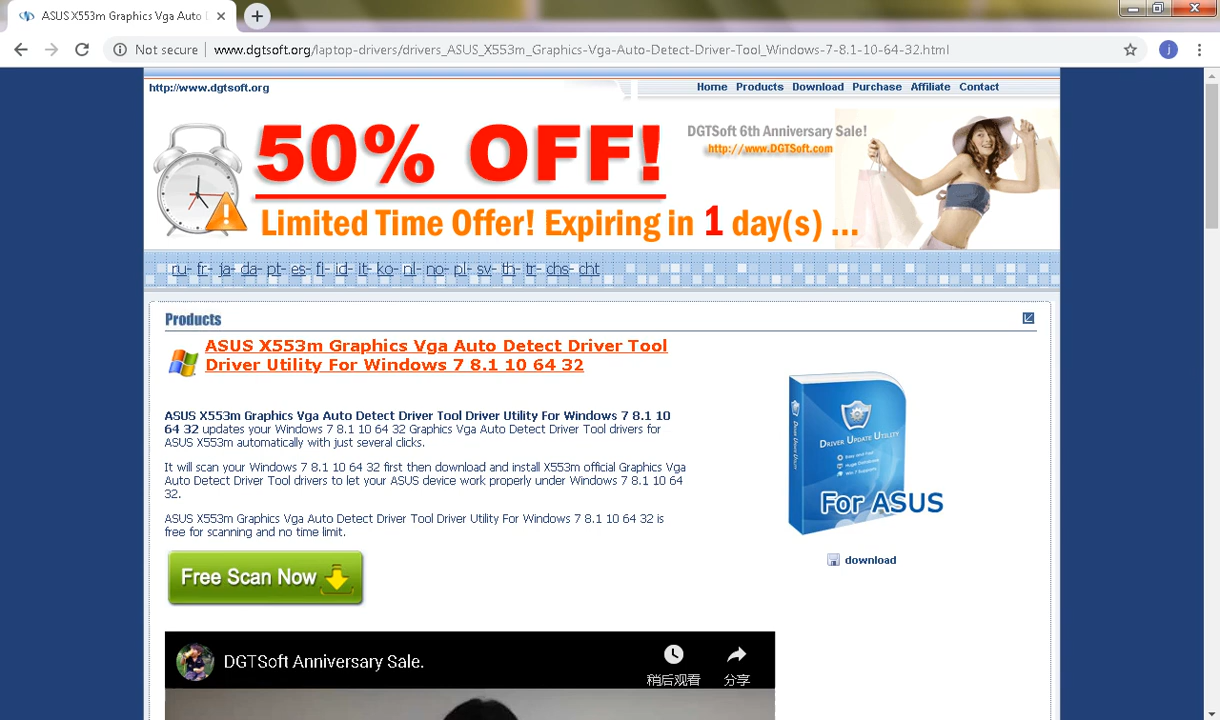 ASUS X553m Graphics Vga Auto
Not secure | www.dgtsoft.org/laptop-drivers/drivers_ASUS_X553m_Graphics-Vga-Auto-Detect-Driver-Tool_Windows-7-8.1-10-64-32.html
j
http://www.dgtsoft.org
Home Products Download Purchase Affiliate Contact
50% OFF!
DGTSoft 6th Anniversary Sale!
http://www.DGTSoft.com
Limited Time Offer! Expiring in 1 day(s) ...
ru- fr- ja- da- pt- es- fi- id- it- ko- nl- no- pl- sv- th- tr- chs- cht
Products
ASUS X553m Graphics Vga Auto Detect Driver Tool
Driver Utility For Windows 7 8.1 10 64 32
ASUS X553m Graphics Vga Auto Detect Driver Tool Driver Utility For Windows 7 8.1 10
64 32 updates your Windows 7 8.1 10 64 32 Graphics Vga Auto Detect Driver Tool drivers for
ASUS X553m automatically with just several clicks.
It will scan your Windows 7 8.1 10 64 32 first then download and install X553m official Graphics Vga
Auto Detect Driver Tool drivers to let your ASUS device work properly under Windows 7 8.1 10 64
32.
ASUS X553m Graphics Vga Auto Detect Driver Tool Driver Utility For Windows 7 8.1 10 64 32 is
free for scanning and no time limit.
Free Scan Now
Driver Update Utility
Easy and Fast
Huge Database
Win 7 Supports
For ASUS
download
DGTSoft Anniversary Sale.
稍后观看
分享